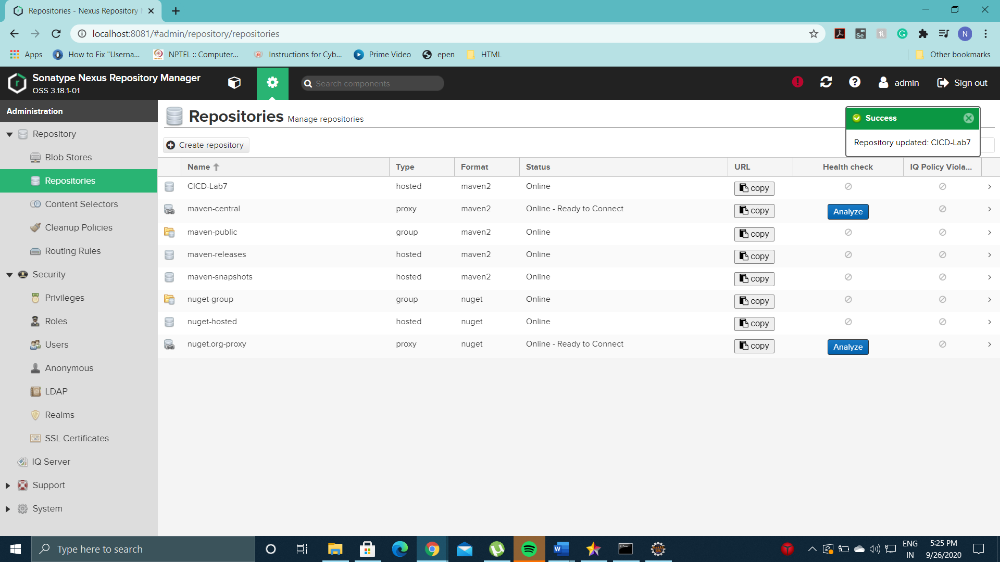 Repositories - Nexus Repository
localhost:8081/#admin/repository/repositories
Apps How to Fix "Userna... NPTEL :: Computer... Instructions for Cyb... Prime Video epen HTML Other bookmarks
Sonatype Nexus Repository Manager
OSS 3.18.1-01
Search components
admin Sign out
Administration
Repository
Blob Stores
Repositories
Content Selectors
Cleanup Policies
Routing Rules
Security
Privileges
Roles
Users
Anonymous
LDAP
Realms
SSL Certificates
IQ Server
Support
System
Repositories Manage repositories
Success
Repository updated: CICD-Lab7
Create repository
Name Type Format Status URL Health check IQ Policy Viola...
CICD-Lab7 hosted maven2 Online copy
maven-central proxy maven2 Online - Ready to Connect copy Analyze
maven-public group maven2 Online copy
maven-releases hosted maven2 Online copy
maven-snapshots hosted maven2 Online copy
nuget-group group nuget Online copy
nuget-hosted hosted nuget Online copy
nuget.org-proxy proxy nuget Online - Ready to Connect copy Analyze
Type here to search
ENG
IN
5:25 PM
9/26/2020